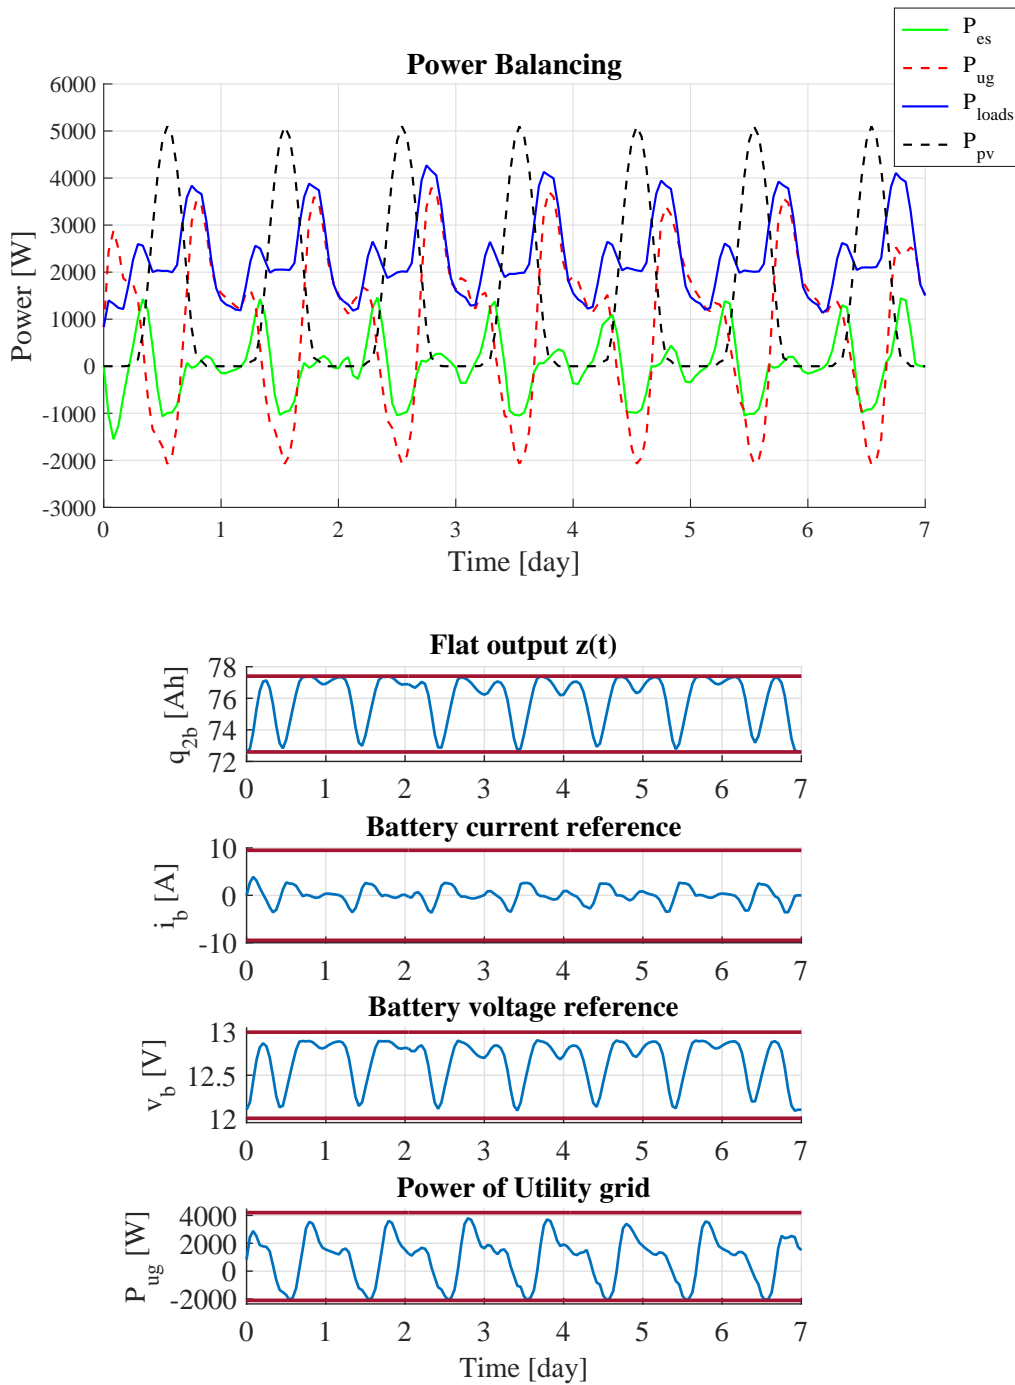 Power Balancing
P_es
P_ug
P_loads
P_pv
Power [W]
6000
5000
4000
3000
2000
1000
0
-1000
-2000
-3000
0 1 2 3 4 5 6 7
Time [day]
Flat output z(t)
q_2b [Ah]
78
76
74
72
0 1 2 3 4 5 6 7
Battery current reference
i_b [A]
10
0
-10
0 1 2 3 4 5 6 7
Battery voltage reference
v_b [V]
13
12.5
12
0 1 2 3 4 5 6 7
Power of Utility grid
P_ug [W]
4000
2000
0
-2000
0 1 2 3 4 5 6 7
Time [day]